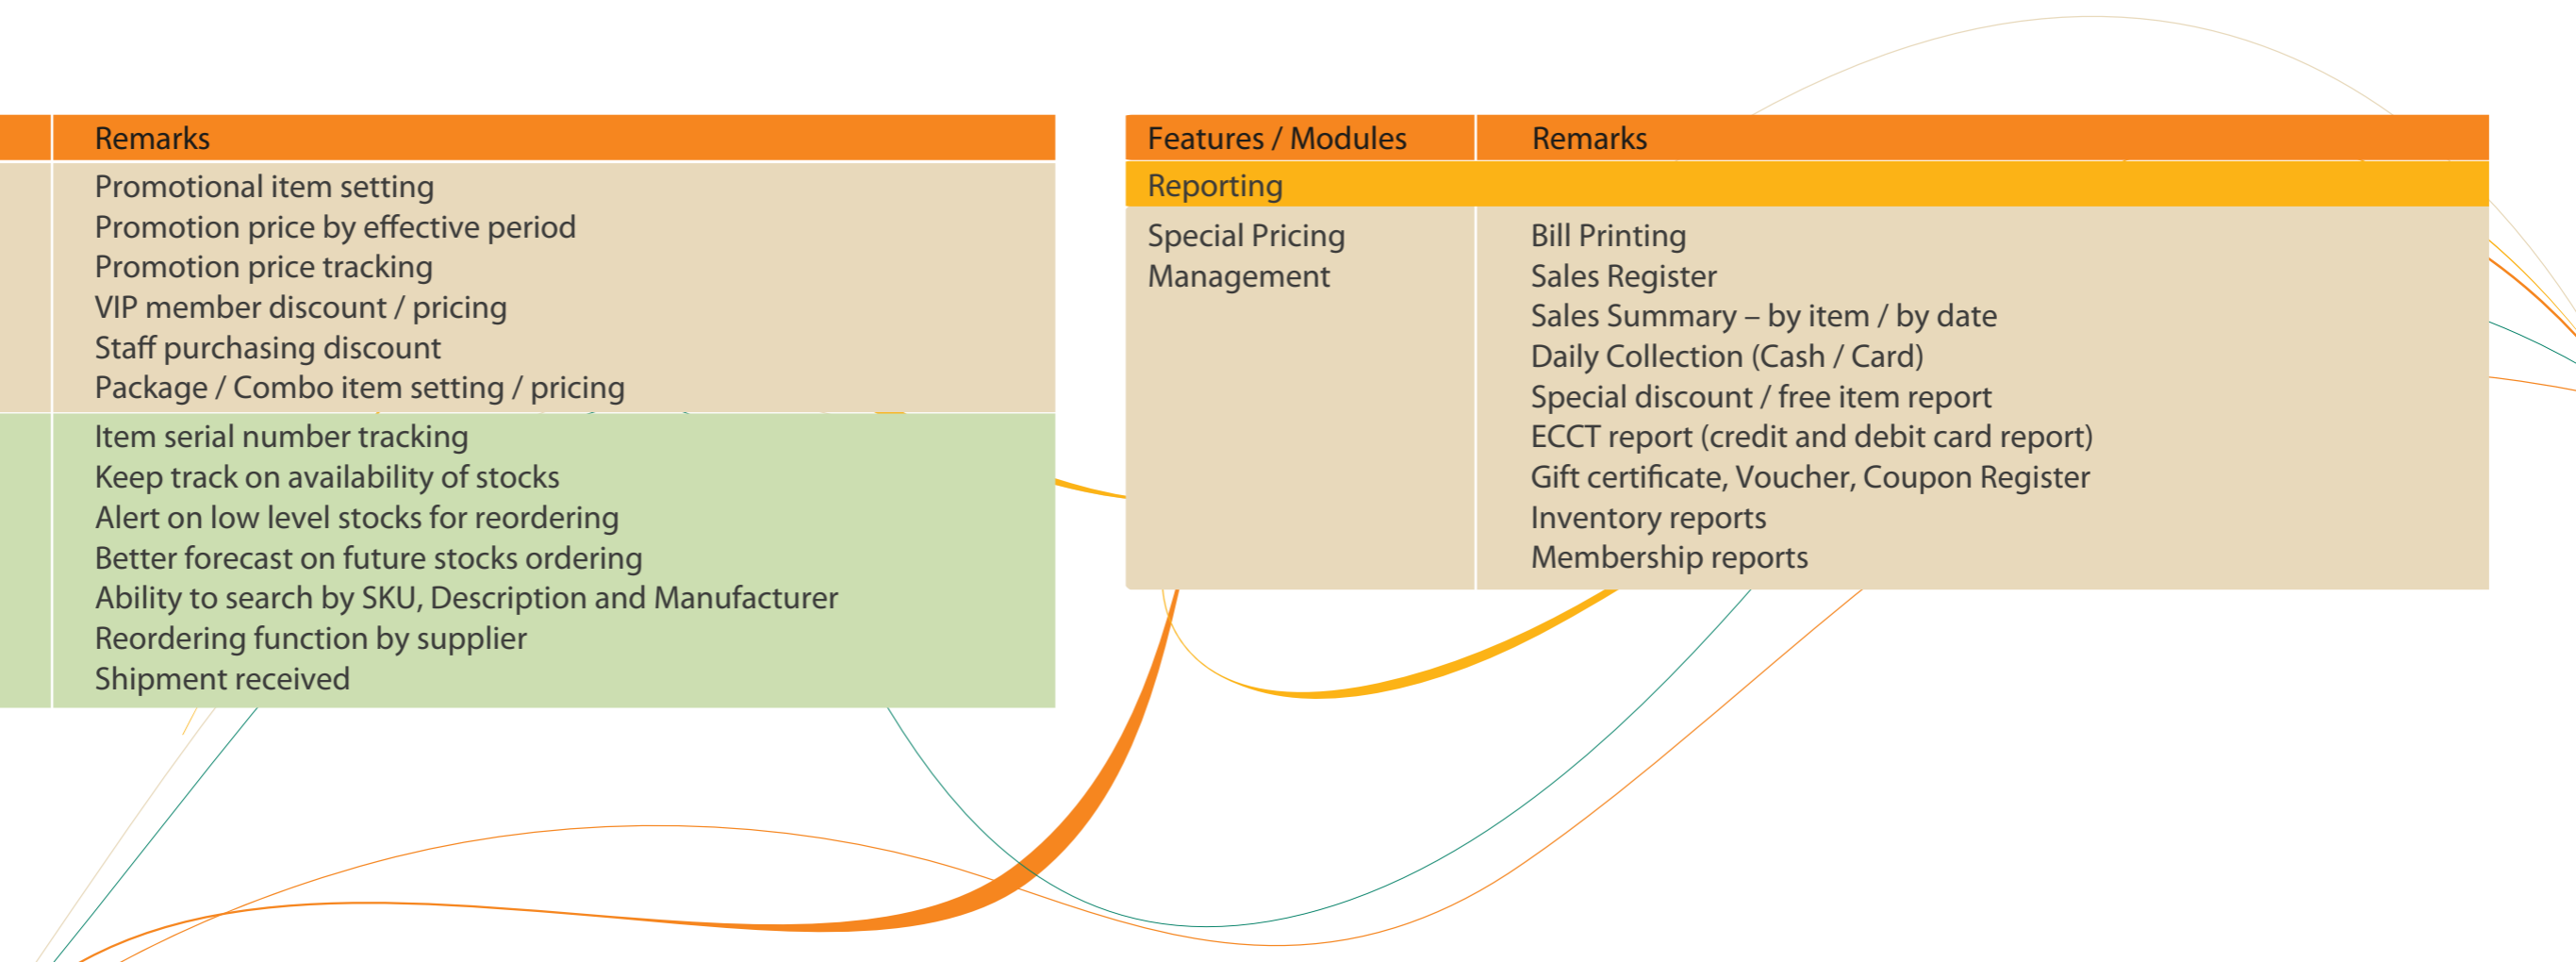 Remarks
Promotional item setting
Promotion price by effective period
Promotion price tracking
VIP member discount / pricing
Staff purchasing discount
Package / Combo item setting / pricing
Item serial number tracking
Keep track on availability of stocks
Alert on low level stocks for reordering
Better forecast on future stocks ordering
Ability to search by SKU, Description and Manufacturer
Reordering function by supplier
Shipment received
Features / Modules
Remarks
Reporting
Special Pricing
Management
Bill Printing
Sales Register
Sales Summary – by item / by date
Daily Collection (Cash / Card)
Special discount / free item report
ECCT report (credit and debit card report)
Gift certificate, Voucher, Coupon Register
Inventory reports
Membership reports